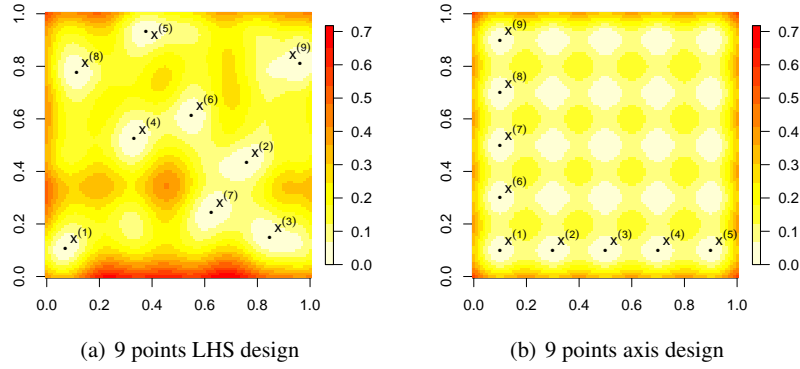 1.0
0.8
0.6
0.4
0.2
0.0
0.0 0.2 0.4 0.6 0.8 1.0
x(5)
x(9)
x(8)
x(6)
x(4)
x(2)
x(7)
x(3)
x(1)
0.7
0.6
0.5
0.4
0.3
0.2
0.1
0.0
(a) 9 points LHS design
1.0
0.8
0.6
0.4
0.2
0.0
0.0 0.2 0.4 0.6 0.8 1.0
x(9)
x(8)
x(7)
x(6)
x(1) x(2) x(3) x(4) x(5)
0.7
0.6
0.5
0.4
0.3
0.2
0.1
0.0
(b) 9 points axis design